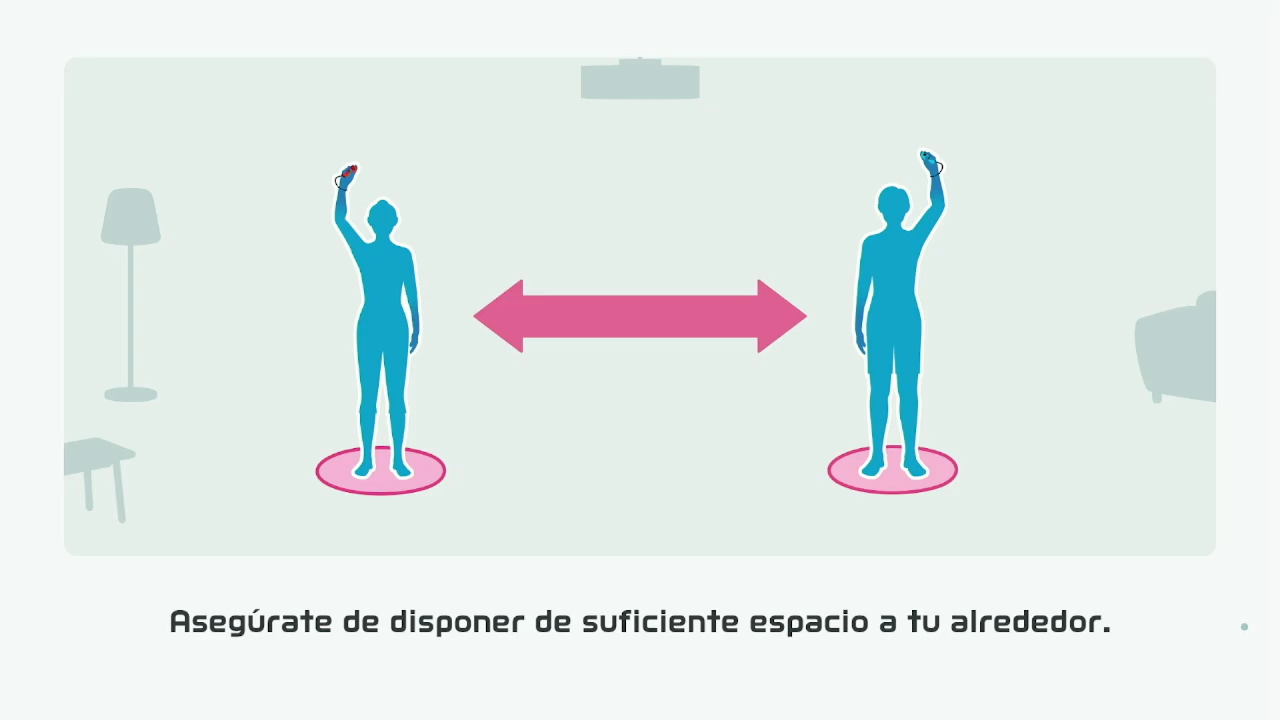 Asegúrate de disponer de suficiente espacio a tu alrededor.